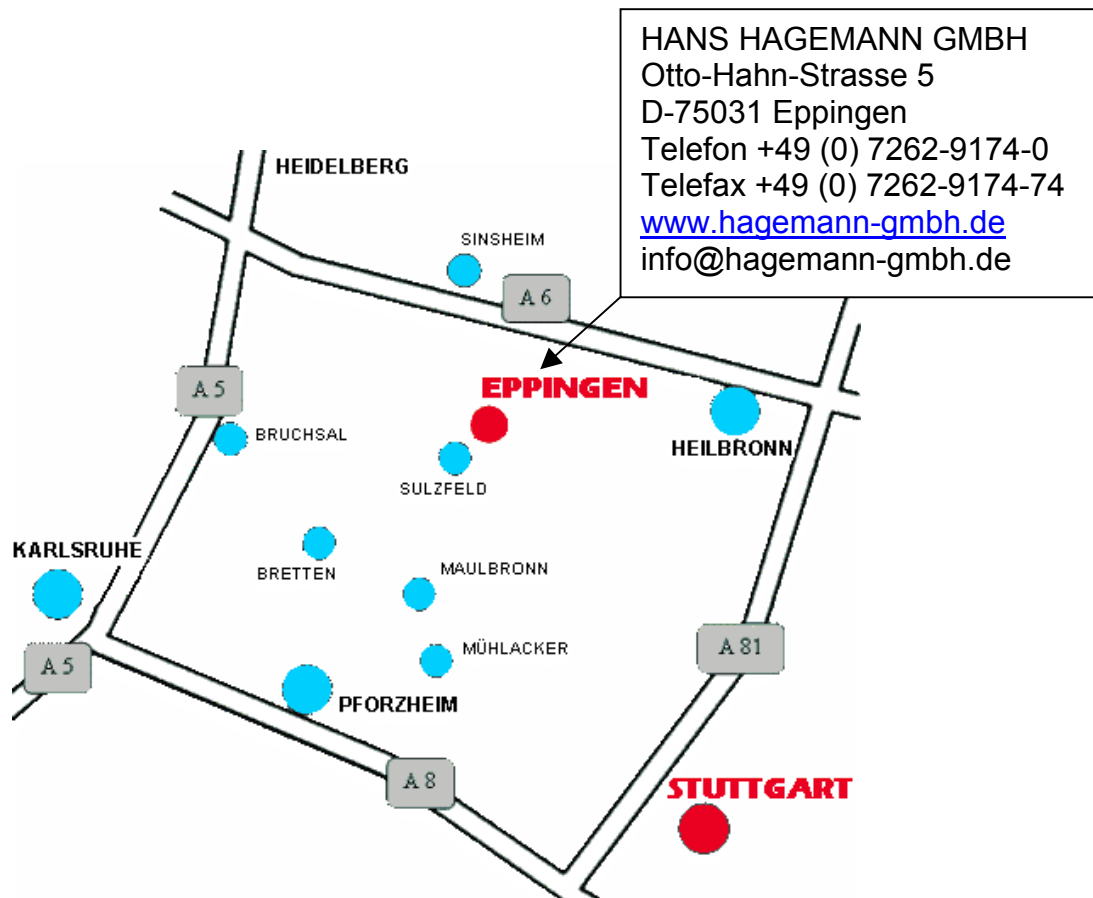 HANS HAGEMANN GMBH
Otto-Hahn-Strasse 5
D-75031 Eppingen
Telefon +49 (0) 7262-9174-0
Telefax +49 (0) 7262-9174-74
www.hagemann-gmbh.de
info@hagemann-gmbh.de
HEIDELBERG
SINSHEIM
A 6
EPPINGEN
A 5
BRUCHSAL
HEILBRONN
SULZFELD
KARLSRUHE
BRETTEN
MAULBRONN
MÜHLACKER
A 81
A 5
PFORZHEIM
A 8
STUTTGART